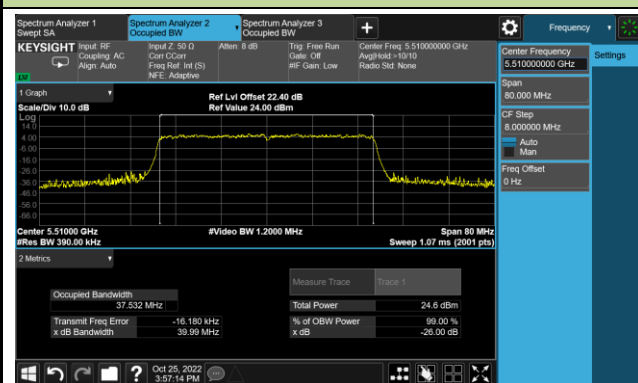 Spectrum Analyzer 1
Swept SA
Spectrum Analyzer 2
Occupied BW
Spectrum Analyzer 3
Occupied BW
+
Frequency
KEYSIGHT
Input: RF
Coupling: AC
Align: Auto
Input Z: 50 Ω
Corr CCorr
Freq Ref: Int (S)
NFE: Adaptive
Atten: 8 dB
Trig: Free Run
Gate: Off
#IF Gain: Low
Center Freq: 5.510000000 GHz
Avg|Hold:>10/10
Radio Std: None
Center Frequency
5.510000000 GHz
Settings
Span
80.000 MHz
CF Step
8.000000 MHz
Auto
Man
Freq Offset
0 Hz
1 Graph
Scale/Div 10.0 dB
Ref Lvl Offset 22.40 dB
Ref Value 24.00 dBm
Log
14.0
4.00
-6.00
-16.0
-26.0
-36.0
-46.0
-56.0
-66.0
Center 5.51000 GHz
#Res BW 390.00 kHz
#Video BW 1.2000 MHz
Span 80 MHz
Sweep 1.07 ms (2001 pts)
2 Metrics
Measure Trace
Trace 1
Occupied Bandwidth
37.532 MHz
Total Power
24.6 dBm
Transmit Freq Error
-16.180 kHz
% of OBW Power
99.00 %
x dB Bandwidth
39.99 MHz
x dB
-26.00 dB
?
Oct 25, 2022
3:57:14 PM